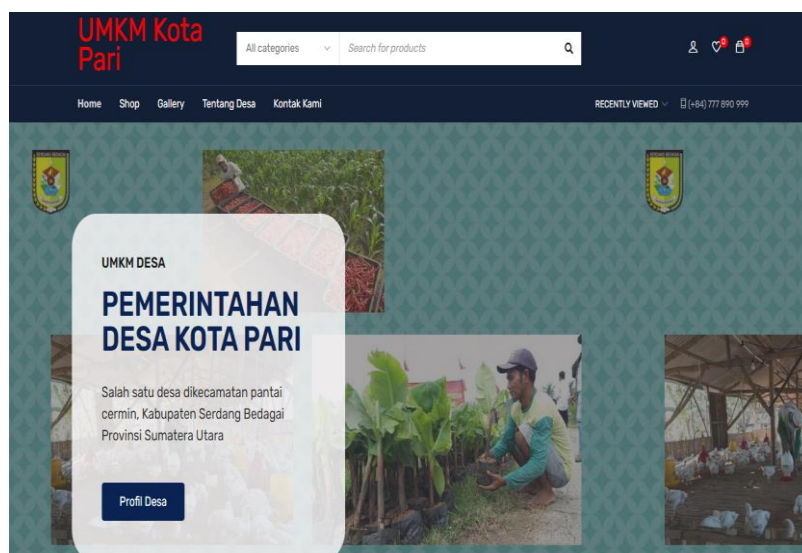 UMKM Kota
Pari
All categories
Search for products
0
0
Home
Shop
Gallery
Tentang Desa
Kontak Kami
RECENTLY VIEWED
(+84) 777 890 999
UMKM DESA
PEMERINTAHAN
DESA KOTA PARI
Salah satu desa dikecamatan pantai
cermin, Kabupaten Serdang Bedagai
Provinsi Sumatera Utara
Profil Desa